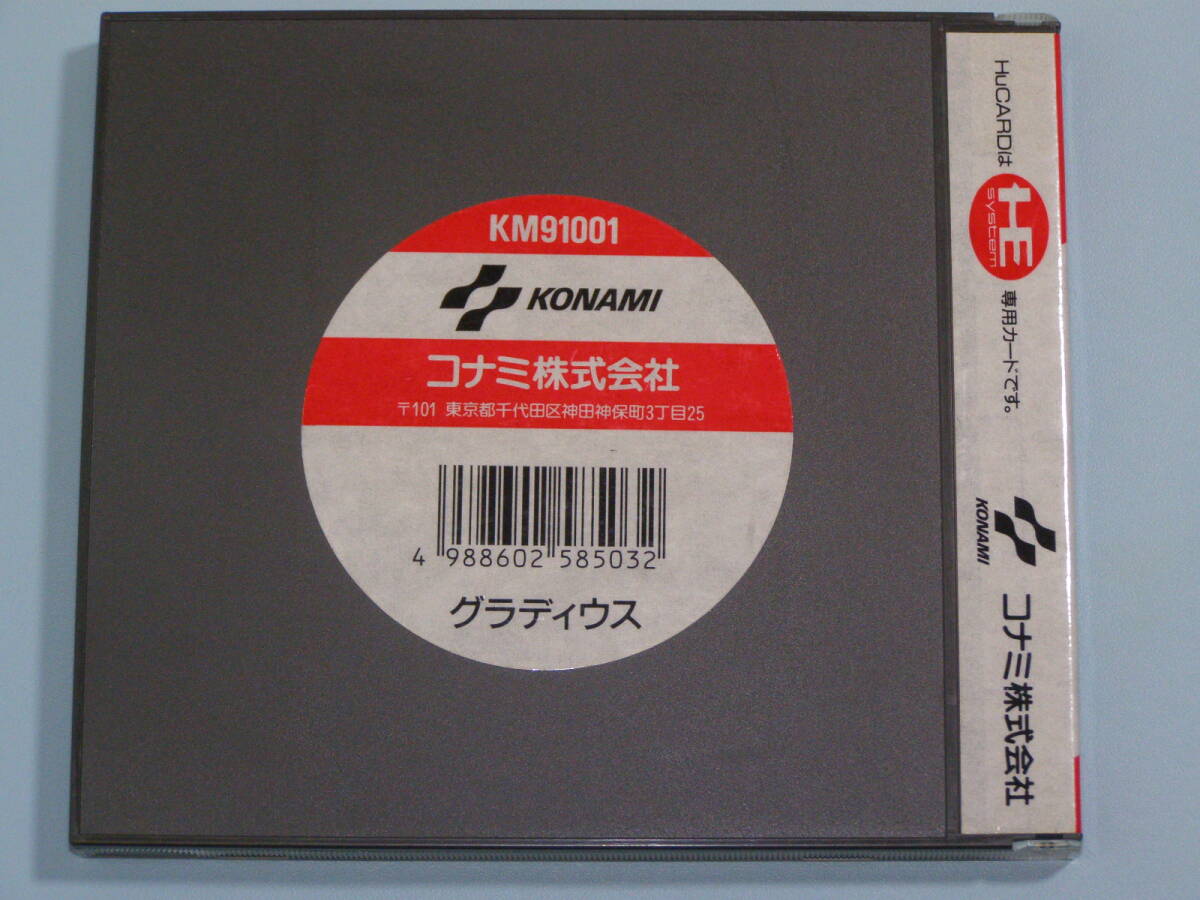 KM91001
KONAMI
コナミ株式会社
〒101 東京都千代田区神田神保町3丁目25
4 988602 585032
グラディウス
HuCARDは
HE
system
専用カードです。
KONAMI
コナミ株式会社